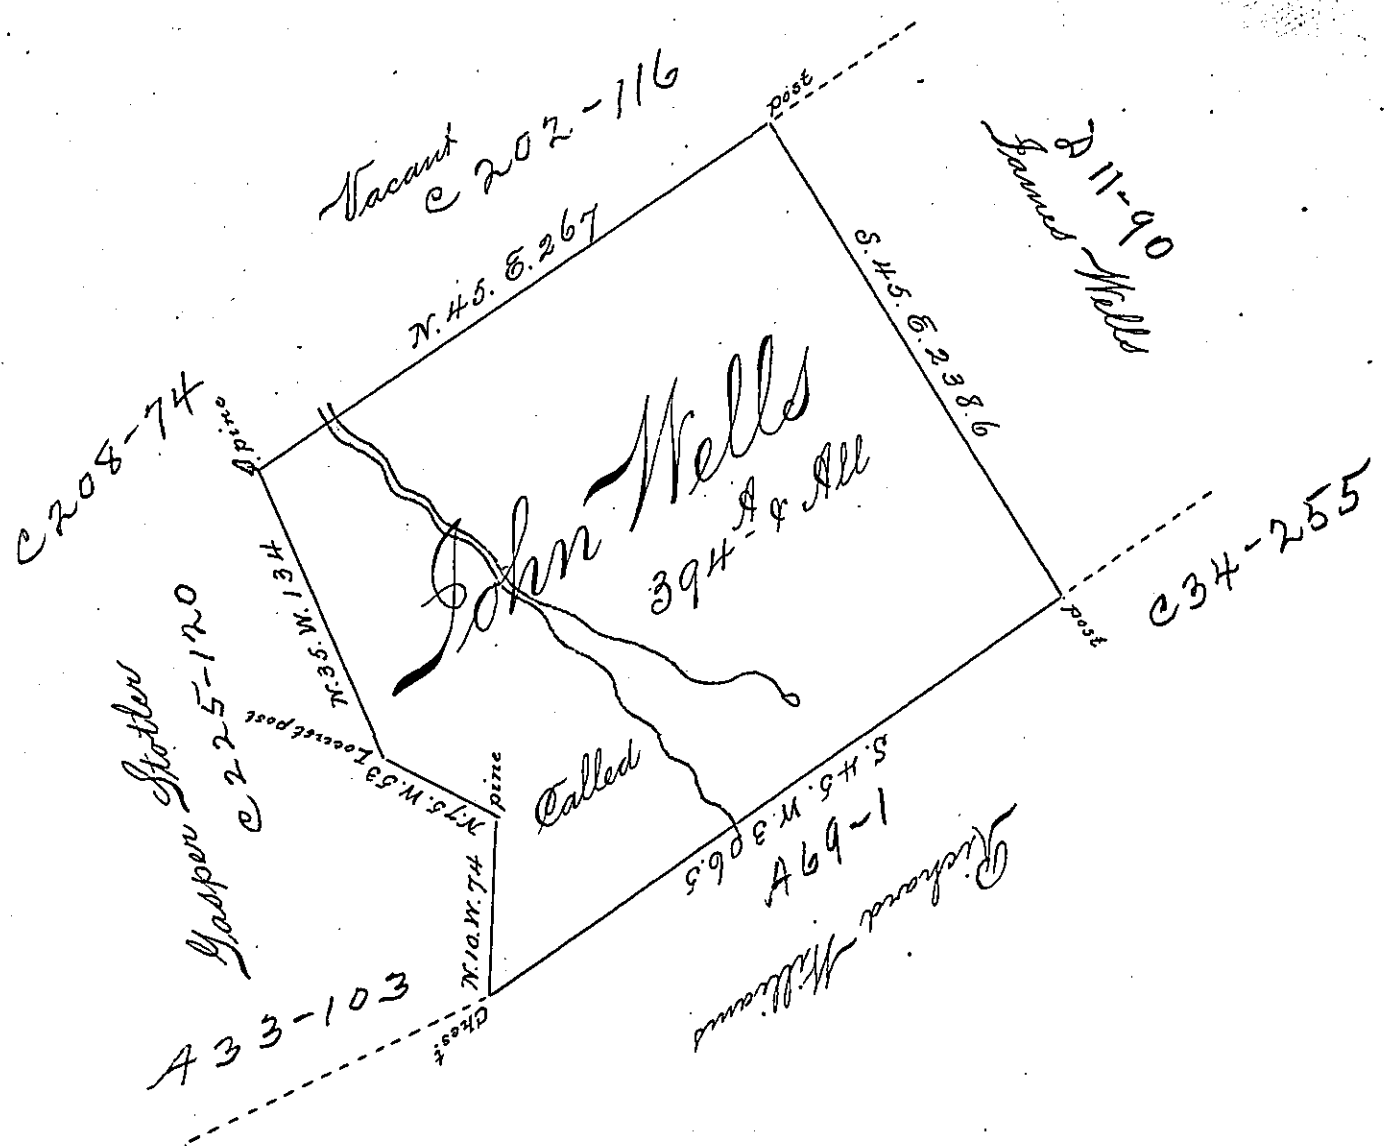 Vacant
C 202-116
post
D 11-90
James Wells
N. 45. E. 267
S. 45. E. 238.6
C 208-74
pine
John Wells
394 - A & All
C 34-255
post
N. 35. W. 134
Gasper Stotler
C 225-120
Locust post
N. 75. W. 53
pine
Called
S. 45. W. 306.5
A 69-1
Richard Williams
N. 10. W. 74
A 33-103
Chest